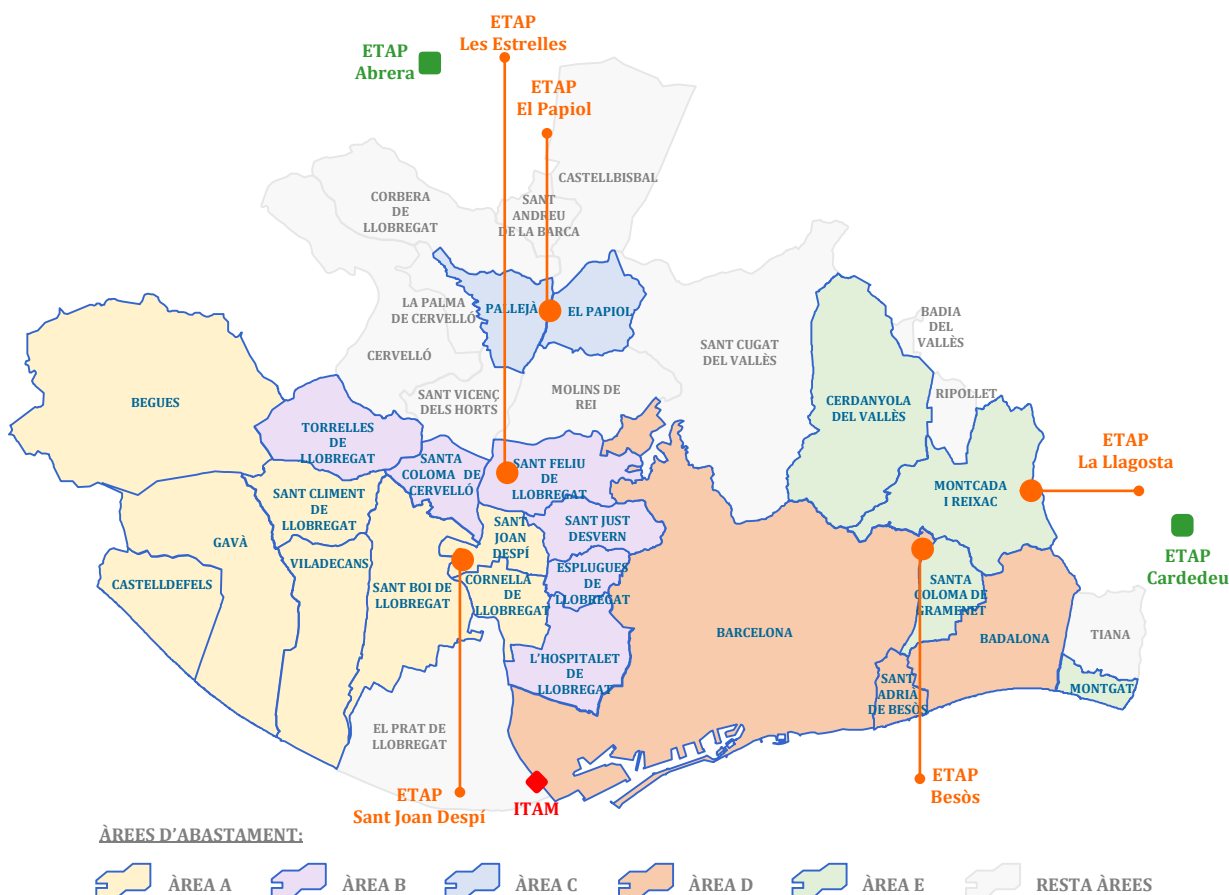 ETAP
Les Estrelles
ETAP
Abrera
ETAP
El Papiol
CASTELLBISBAL
CORBERA
DE
LLOBREGAT
SANT
ANDREU
DE LA BARCA
LA PALMA
DE CERVELLÓ
PALLEJÀ
EL PAPIOL
BADIA
DEL
VALLÈS
CERVELLÓ
SANT CUGAT
DEL VALLÈS
SANT VICENÇ
DELS HORTS
MOLINS DE
REI
RIPOLLET
BEGUES
CERDANYOLA
DEL VALLÈS
TORRELLES
DE
LLOBREGAT
ETAP
La Llagosta
SANTA
COLOMA DE
CERVELLÓ
SANT FELIU
DE
LLOBREGAT
MONTCADA
I REIXAC
SANT CLIMENT
DE
LLOBREGAT
SANT
JOAN
DESPÍ
SANT JUST
DESVERN
GAVÀ
VILADECANS
ETAP
Cardedeu
CASTELLDEFELS
SANT BOI DE
LLOBREGAT
CORNELLÀ
DE
LLOBREGAT
ESPLUGUES
DE
LLOBREGAT
SANTA
COLOMA DE
GRAMENET
BARCELONA
BADALONA
TIANA
L'HOSPITALET
DE
LLOBREGAT
SANT
ADRIÀ
DE BESÒS
MONTGAT
EL PRAT DE
LLOBREGAT
ETAP
Sant Joan Despí
ITAM
ETAP
Besòs
ÀREES D'ABASTAMENT:
ÀREA A
ÀREA B
ÀREA C
ÀREA D
ÀREA E
RESTA ÀREES